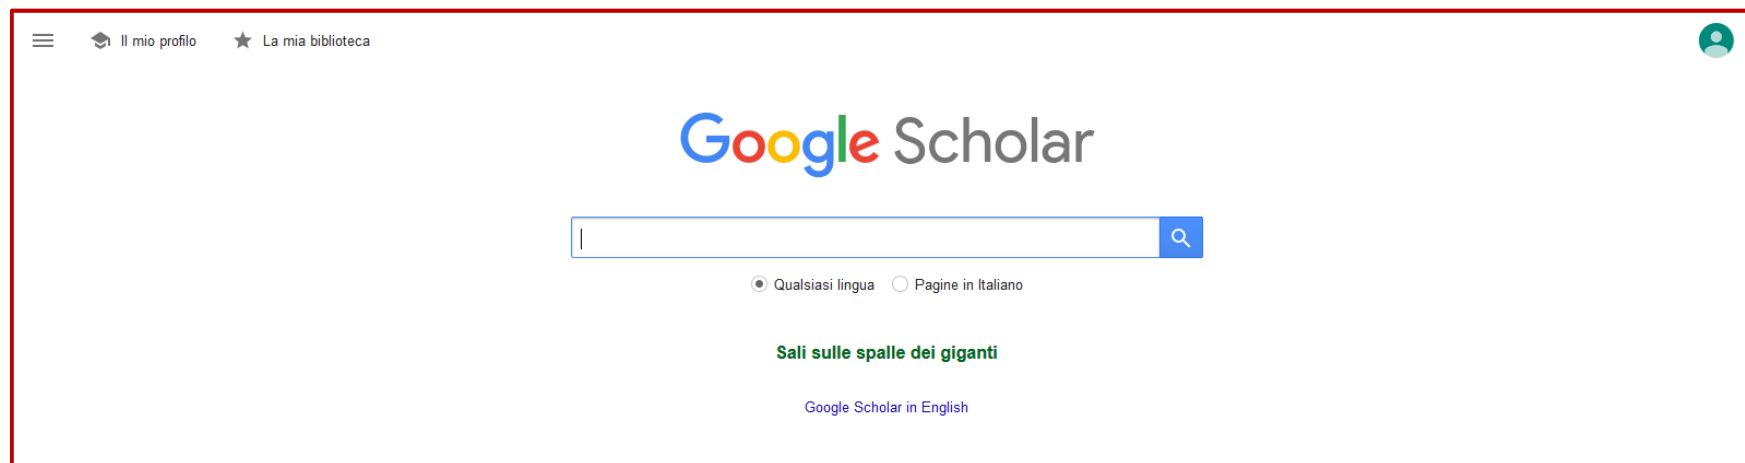 Il mio profilo La mia biblioteca
Google Scholar
Qualsiasi lingua Pagine in Italiano
Sali sulle spalle dei giganti
Google Scholar in English